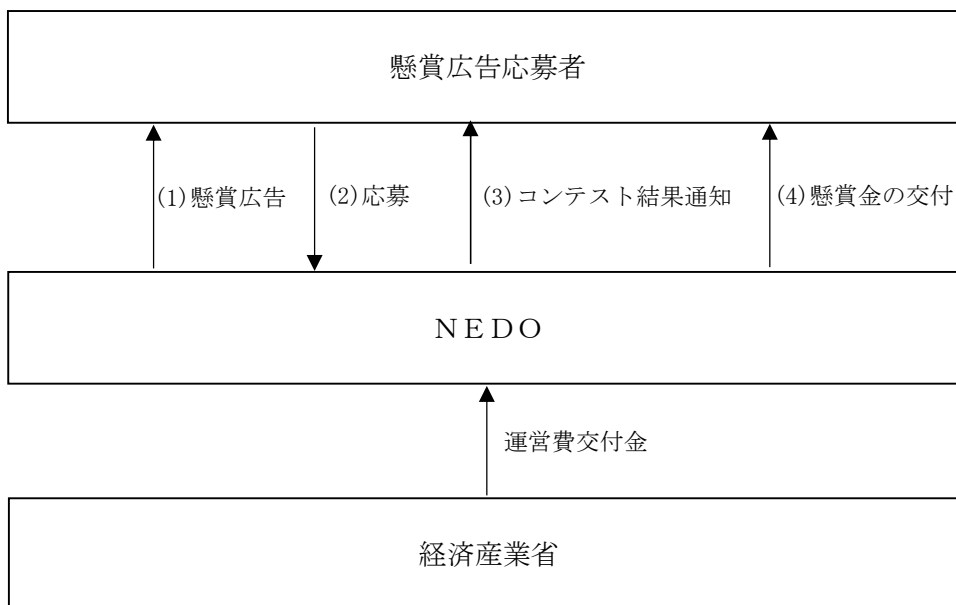 懸賞広告応募者
(1)懸賞広告
(2)応募
(3)コンテスト結果通知
(4)懸賞金の交付
ＮＥＤＯ
運営費交付金
経済産業省